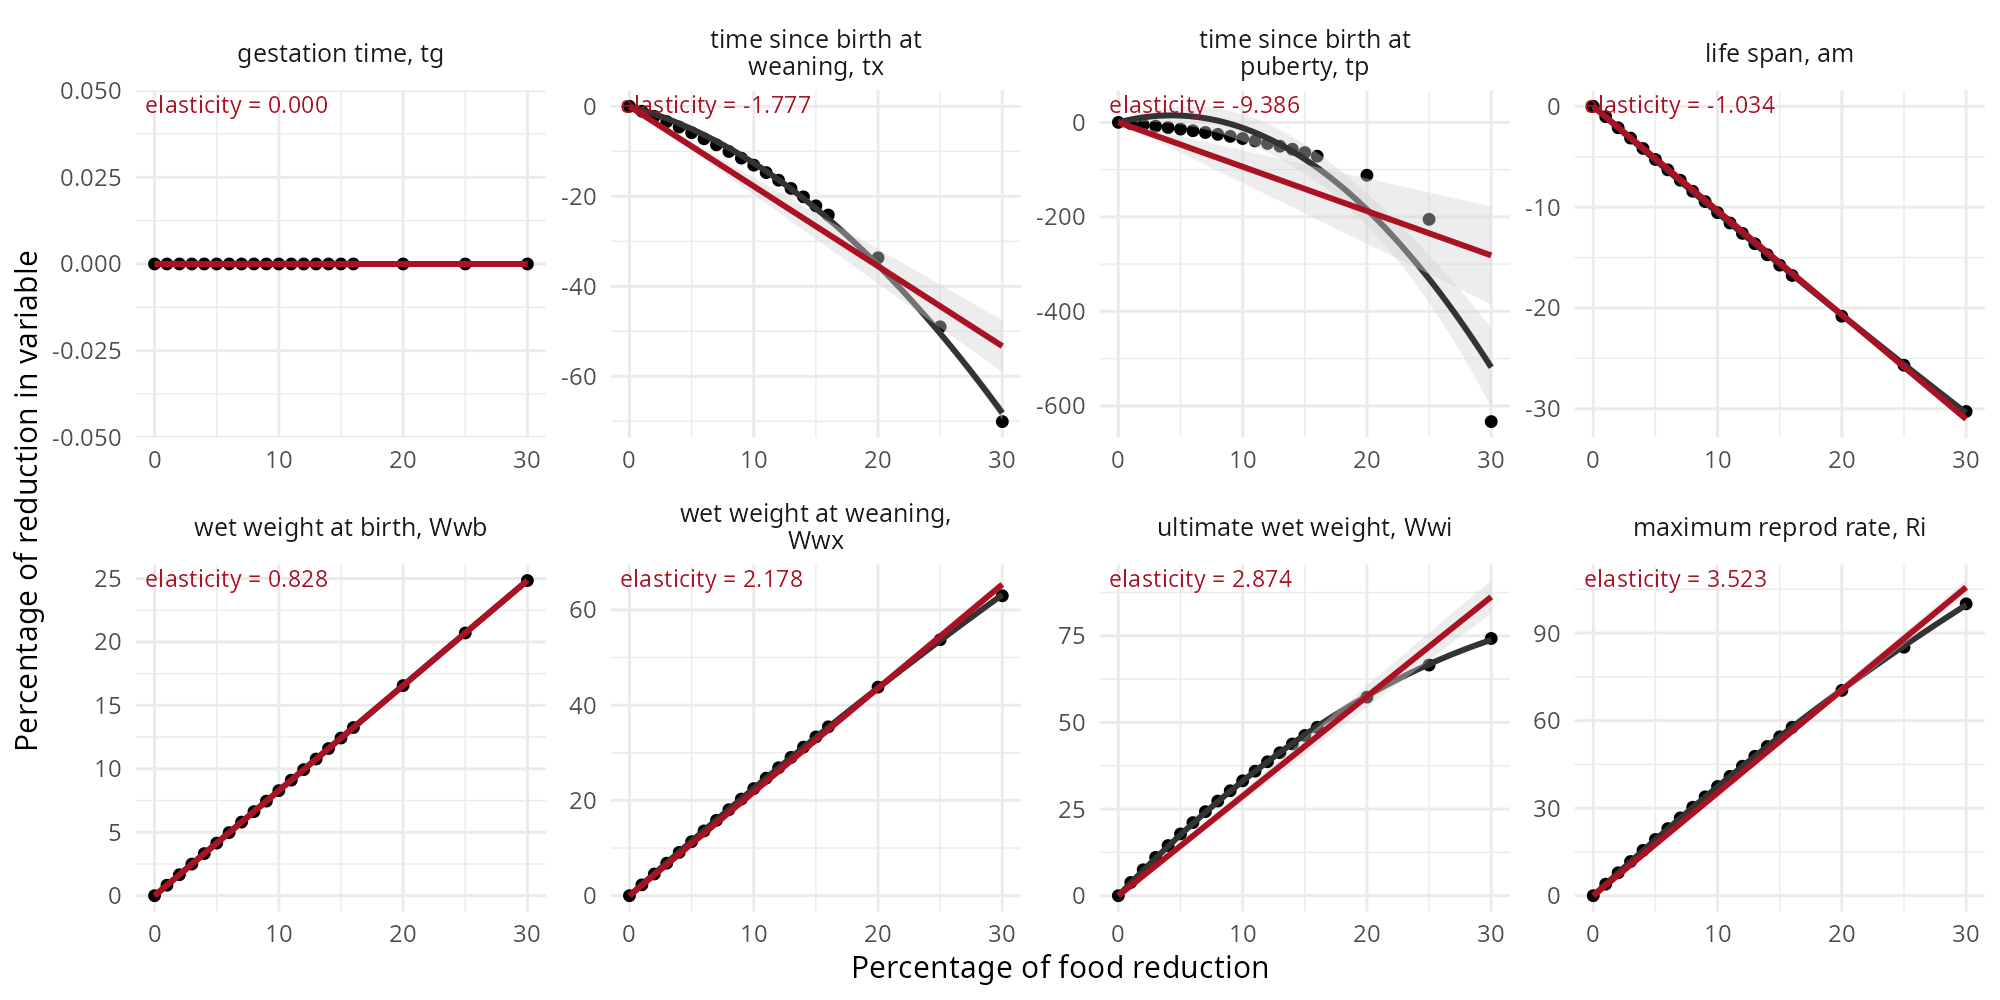 gestation time, tg
time since birth at
weaning, tx
time since birth at
puberty, tp
life span, am
elasticity = 0.000
elasticity = -1.777
elasticity = -9.386
elasticity = -1.034
0.050
0.025
0.000
-0.025
-0.050
0
-20
-40
-60
0
-200
-400
-600
0
-10
-20
-30
0 10 20 30
0 10 20 30
0 10 20 30
0 10 20 30
Percentage of reduction in variable
wet weight at birth, Wwb
wet weight at weaning,
Wwx
ultimate wet weight, Wwi
maximum reprod rate, Ri
elasticity = 0.828
elasticity = 2.178
elasticity = 2.874
elasticity = 3.523
25
20
15
10
5
0
60
40
20
0
75
50
25
0
90
60
30
0
0 10 20 30
0 10 20 30
0 10 20 30
0 10 20 30
Percentage of food reduction